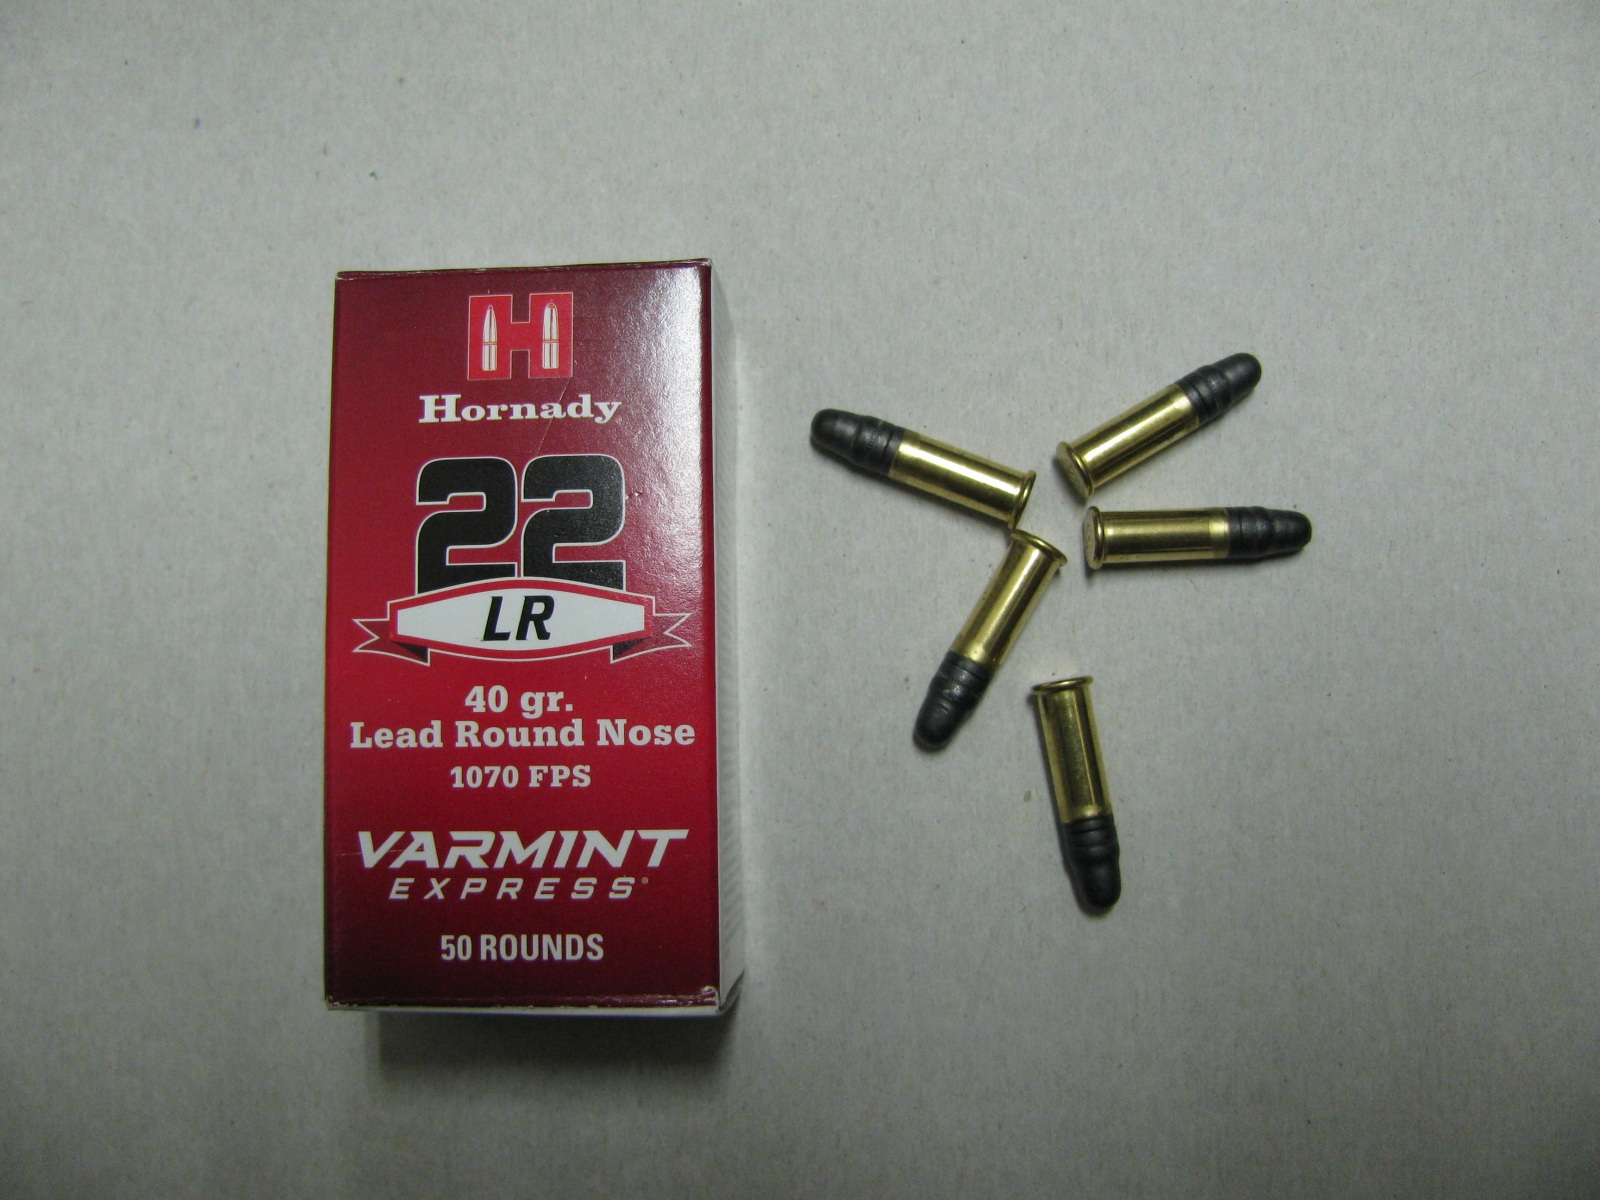 H
Hornady
22
LR
40 gr.
Lead Round Nose
1070 FPS
VARMINT
EXPRESS®
50 ROUNDS